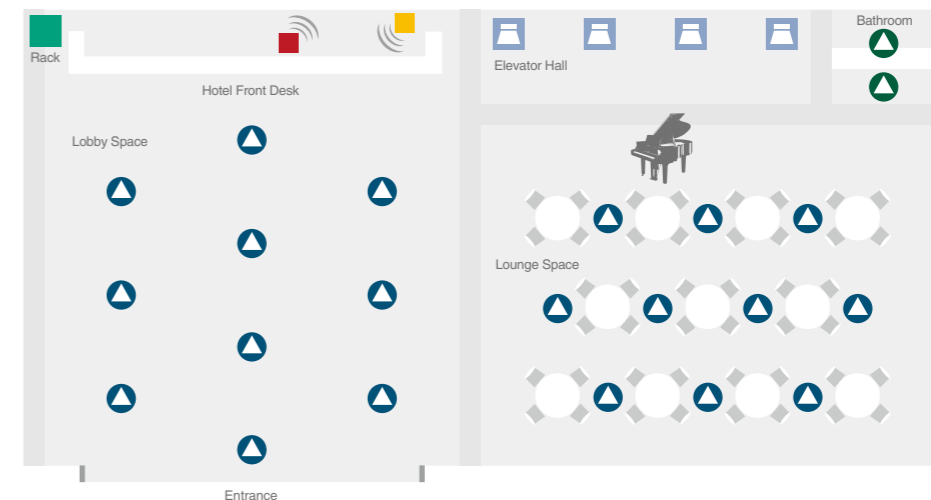 Rack
Hotel Front Desk
Lobby Space
Entrance
Elevator Hall
Bathroom
Lounge Space